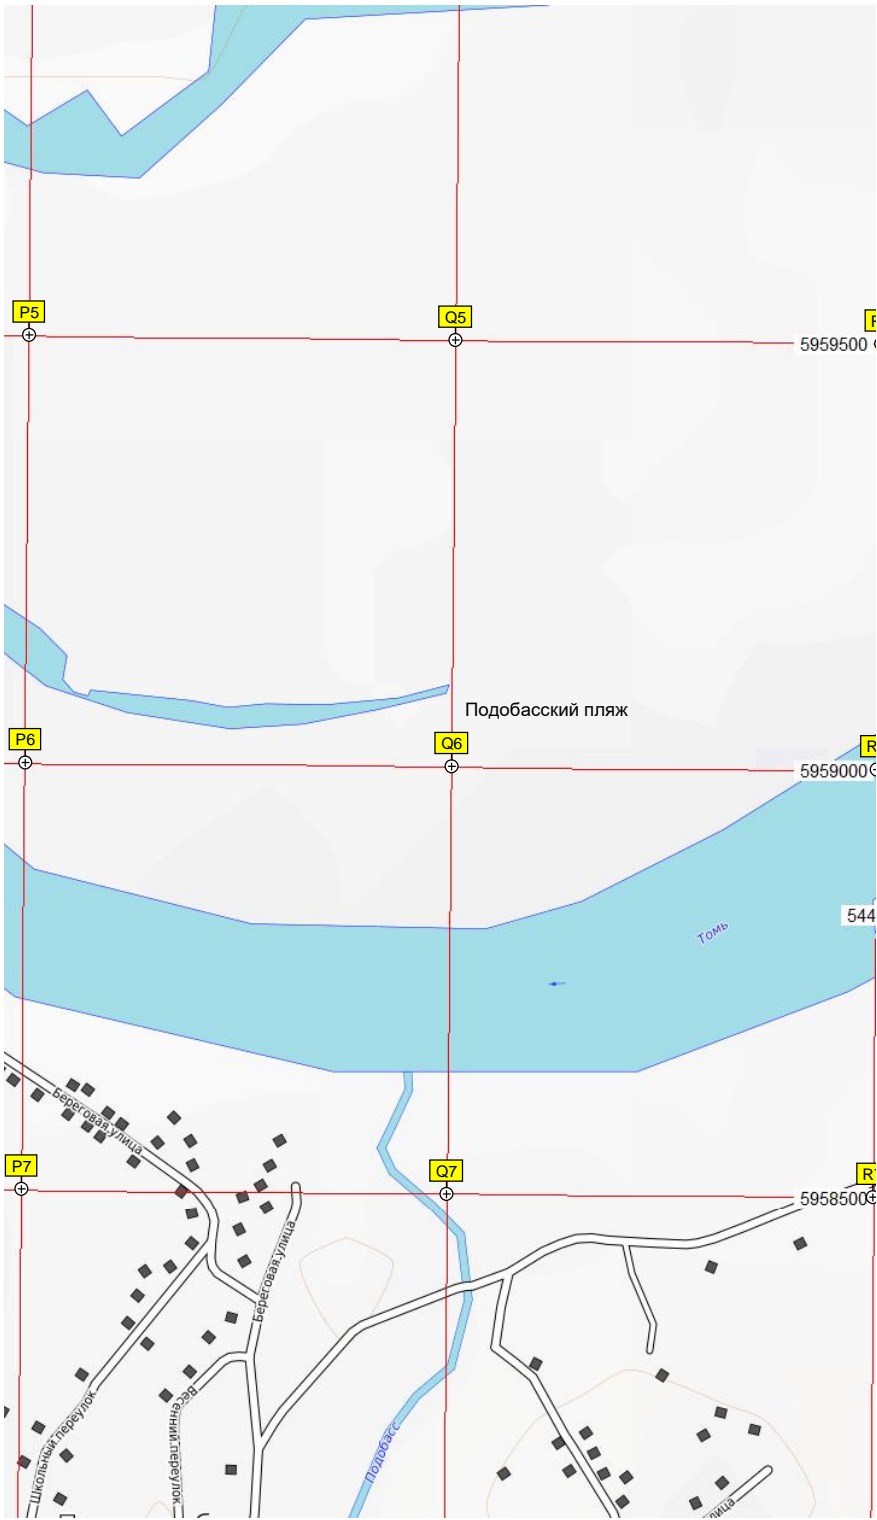 P5
Q5
5959500
Подобасский пляж
P6
Q6
R
5959000
544
Томь
Береговая улица
P7
Q7
5958500
Береговая улица
Весенний переулок
Школьный переулок
Подобасс